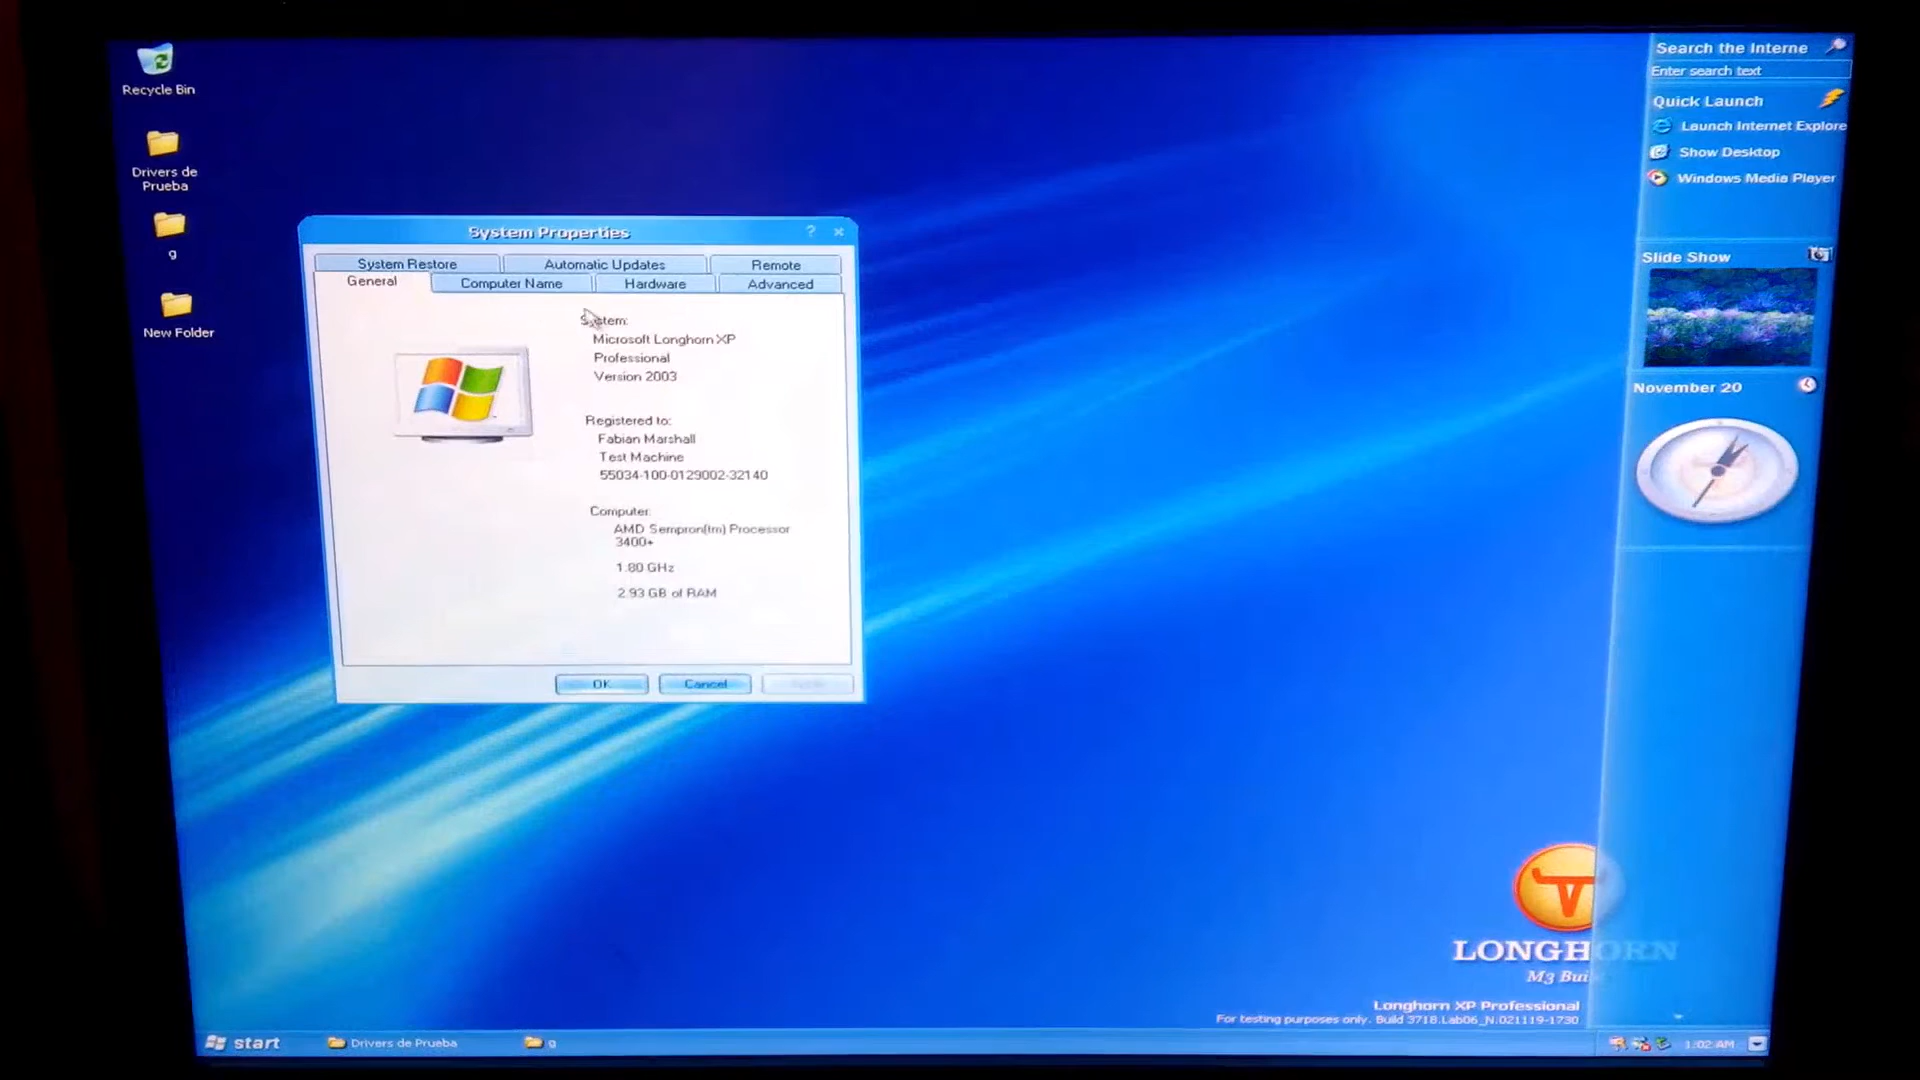 Recycle Bin
Drivers de
Prueba
g
New Folder
System Properties
System Restore
Automatic Updates
Remote
General
Computer Name
Hardware
Advanced
System:
Microsoft Longhorn XP
Professional
Version 2003
Registered to:
Fabian Marshall
Test Machine
55034-100-0129002-32140
Computer:
AMD Sempron(tm) Processor
3400+
1.80 GHz
2.93 GB of RAM
OK
Cancel
Search the Interne
Enter search text
Quick Launch
Launch Internet Explore
Show Desktop
Windows Media Player
Slide Show
November 20
LONGHORN
M3 Bui
Longhorn XP Professional
For testing purposes only. Build 3718.Lab06_N.021119-1730
start
Drivers de Prueba
g
1:02 AM